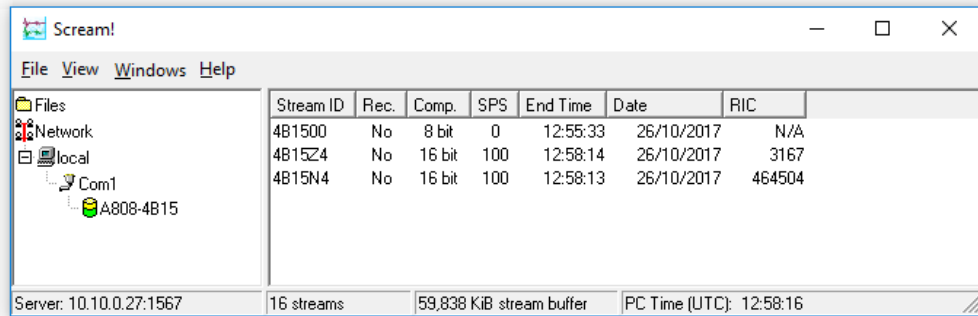 Scream!
File View Windows Help
Files
Network
local
Com1
A808-4B15
Stream ID Rec. Comp. SPS End Time Date RIC
4B1500 No 8 bit 0 12:55:33 26/10/2017 N/A
4B15Z4 No 16 bit 100 12:58:14 26/10/2017 3167
4B15N4 No 16 bit 100 12:58:13 26/10/2017 464504
Server: 10.10.0.27:1567 16 streams 59,838 KiB stream buffer PC Time (UTC): 12:58:16